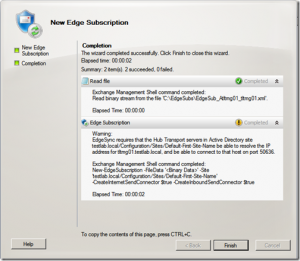 New Edge Subscription
New Edge Subscription
Completion
Completion
The wizard completed successfully. Click Finish to close this wizard.
Elapsed time: 00:00:02
Summary: 2 item(s). 2 succeeded, 0 failed.
Read file
Completed
Exchange Management Shell command completed:
Read binary stream from the file 'C:\EdgeSubs\EdgeSub_.xml'.
Elapsed Time: 00:00:00
Edge Subscription
Completed
Warning:
EdgeSync requires that the Hub Transport servers in Active Directory site
testlab.local/Configuration/Sites/Default-First-Site-Name be able to resolve the IP
address for testlab.local, and be able to connect to that host on port 50636.
Exchange Management Shell command completed:
New-EdgeSubscription -FileData '<Binary Data>' -Site
'testlab.local/Configuration/Sites/Default-First-Site-Name'
-CreateInternetSendConnector $true -CreateInboundSendConnector $true
Elapsed Time: 00:00:02
To copy the contents of this page, press CTRL+C.
Help
< Back
Finish
Cancel